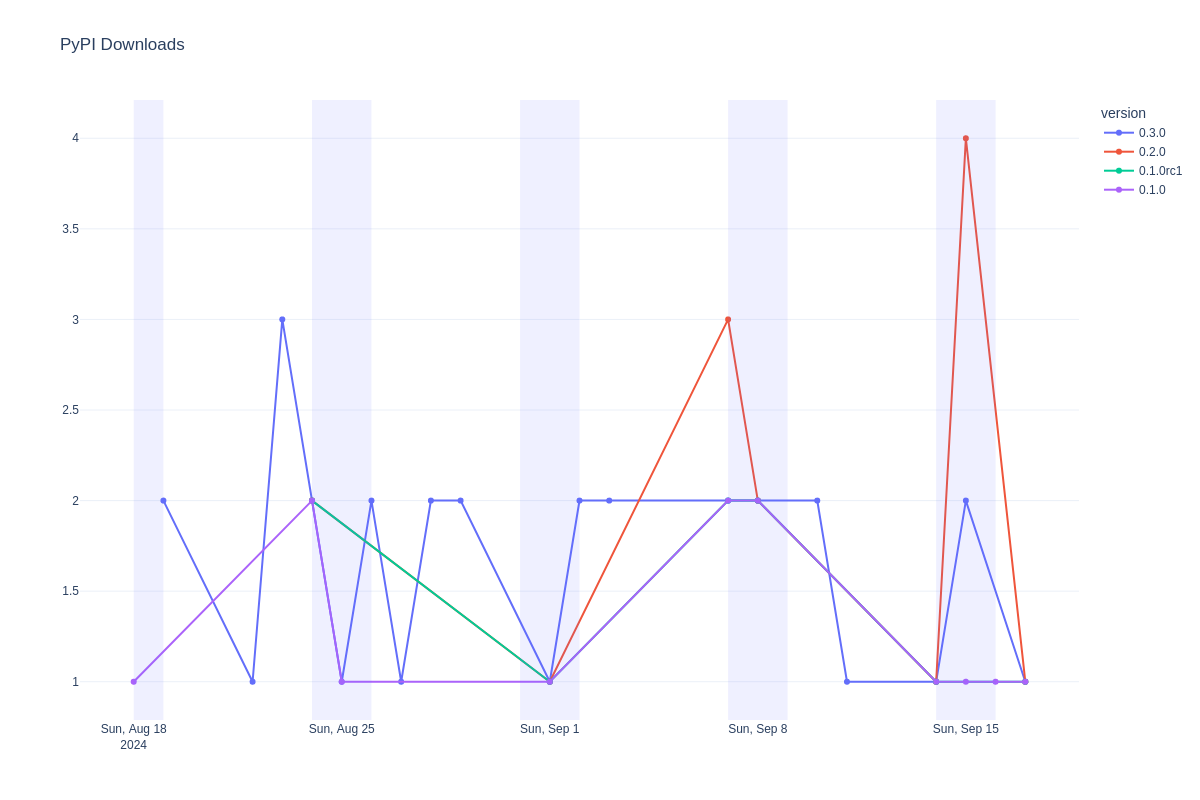 PyPI Downloads
version
0.3.0
0.2.0
0.1.0rc1
0.1.0
4
3.5
3
2.5
2
1.5
1
Sun, Aug 18
2024
Sun, Aug 25
Sun, Sep 1
Sun, Sep 8
Sun, Sep 15